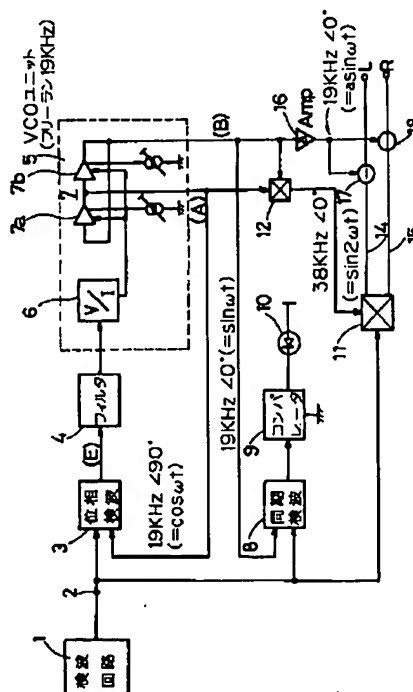 1
検波
回路
2
3
位相
検波
(E)
4
フィルタ
6
V/I
5
VCOユニット
(フリーラン19KHz)
7a
7b
7
(A)
(B)
19KHz∠90°
(=cosωt)
19KHz∠0°(=sinωt)
8
同期
検波
9
コンパ
レータ
10
12
38KHz∠0°
(=sin2ωt)
11
16
Amp
19KHz∠0°
(=asinωt)
14
15
L
R